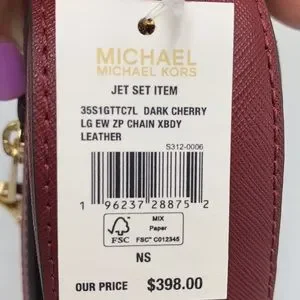 MICHAEL
MICHAEL KORS
JET SET ITEM
35S1GTTC7L DARK CHERRY
LG EW ZP CHAIN XBDY
LEATHER
S312-0006
1 96237 28875 2
FSC
MIX
Paper
FSC™ C012345
NS
OUR PRICE $398.00